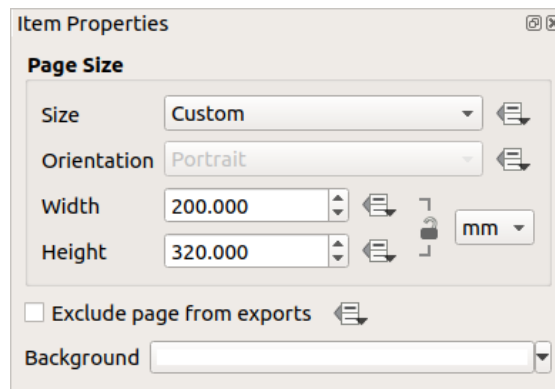 Item Properties
Page Size
Size Custom
Orientation Portrait
Width 200.000
mm
Height 320.000
Exclude page from exports
Background